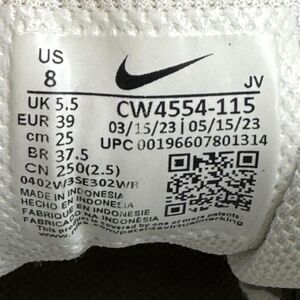 US
8
JV
UK 5.5
EUR 39
cm 25
BR 37.5
CN 250(2.5)
CW4554-115
03/15/23 | 05/15/23
UPC 00196607801314
0402W/3SE302WR
MADE IN INDONESIA
HECHO EN INDONESIA
FABRIQUÉ EN INDONESIE
FABRICADO NA INDONÉSIA